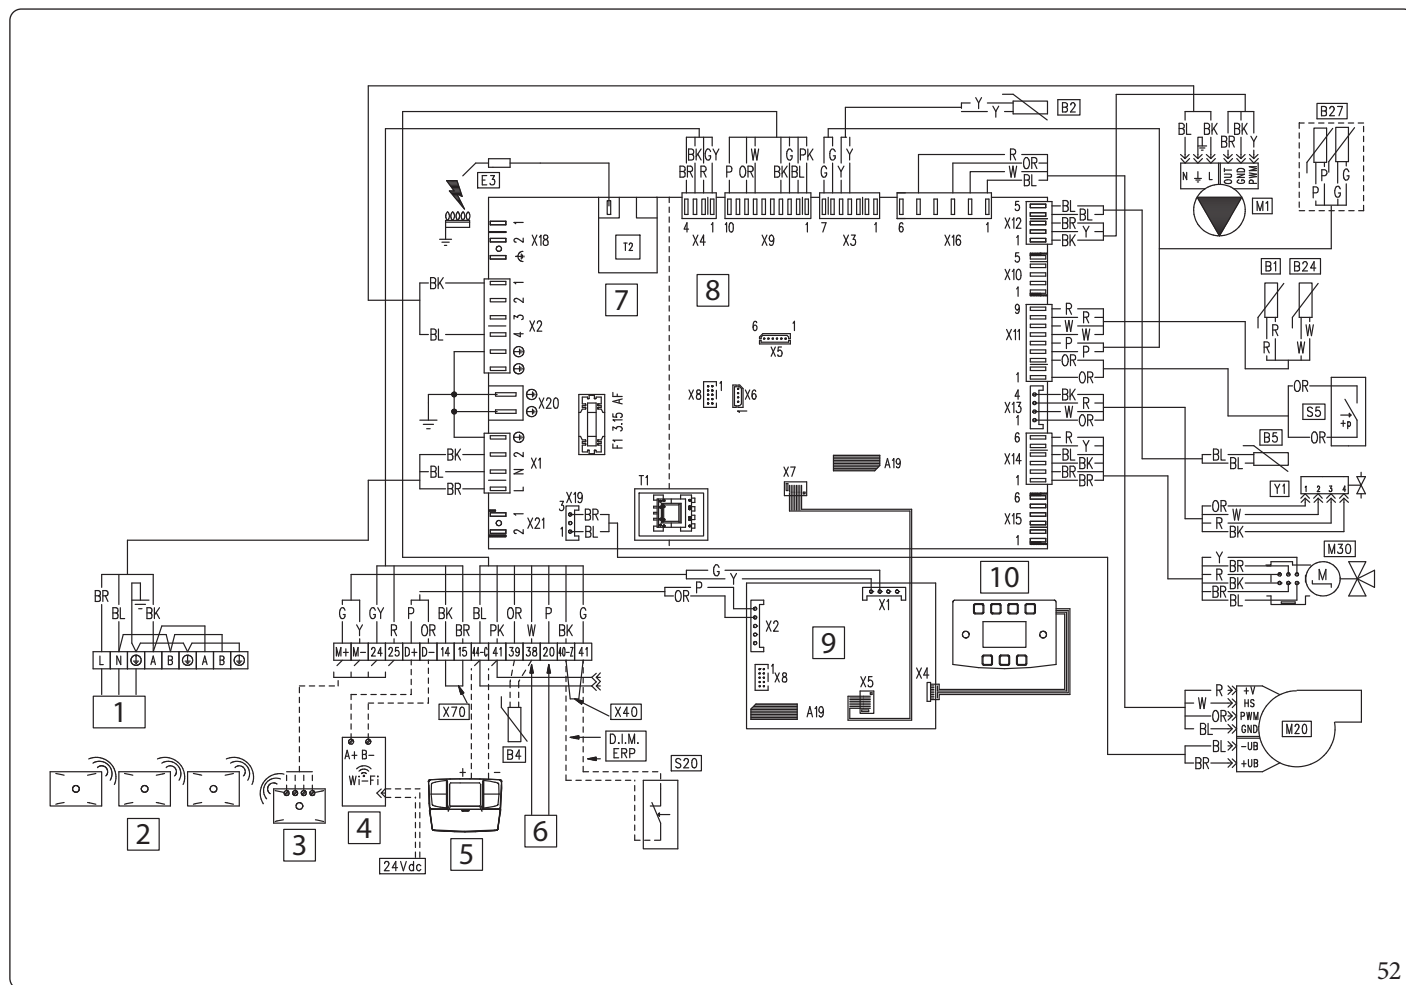 B2
Y
Y
B27
P
G
P
G
BL
BK
BR
BK
Y
N
L
OUT
GND
PWM
M1
E3
BR
BK
R
GY
P
OR
W
BK
G
BL
PK
G
G
Y
Y
R
OR
W
BL
4 1
X4
10 1
X9
7 1
X3
6 1
X16
T2
7
8
1
2
X18
BK
BL
1
2
3
4
X2
X20
BK
BL
BR
2
N
L
X1
1
2
X21
F1 3.15 AF
6 1
X5
X8
1
X6
1
A19
X7
T1
X19
3
1
BR
BL
5
X12
1
BL
BL
BR
Y
BK
5
X10
1
9
X11
1
R
R
W
W
P
P
OR
OR
4
X13
1
BK
R
W
OR
6
X14
1
R
Y
BL
BK
BR
BR
6
X15
1
B1
B24
R
R
W
W
OR
OR
S5
+p
B5
BL
BL
Y1
1 2 3 4
OR
W
R
BK
M30
M
Y
BR
R
BK
BR
BL
BR
BL
BK
L N A B A B
1
G
Y
GY
R
P
OR
BK
BR
BL
PK
OR
W
P
BK
G
M+ M- 24 25 D+ D- 14 15 44-C 41 39 38 20 40-Z 41
X70
X40
B4
D.I.M.
ERP
S20
A+ B-
Wi-Fi
24Vdc
+ -
2
3
4
5
6
G
Y
P
OR
X1
X2
9
X8
1
A19
X5
X4
10
R
W
OR
BL
BL
BR
+V
HS
PWM
GND
-UB
+UB
M20
52